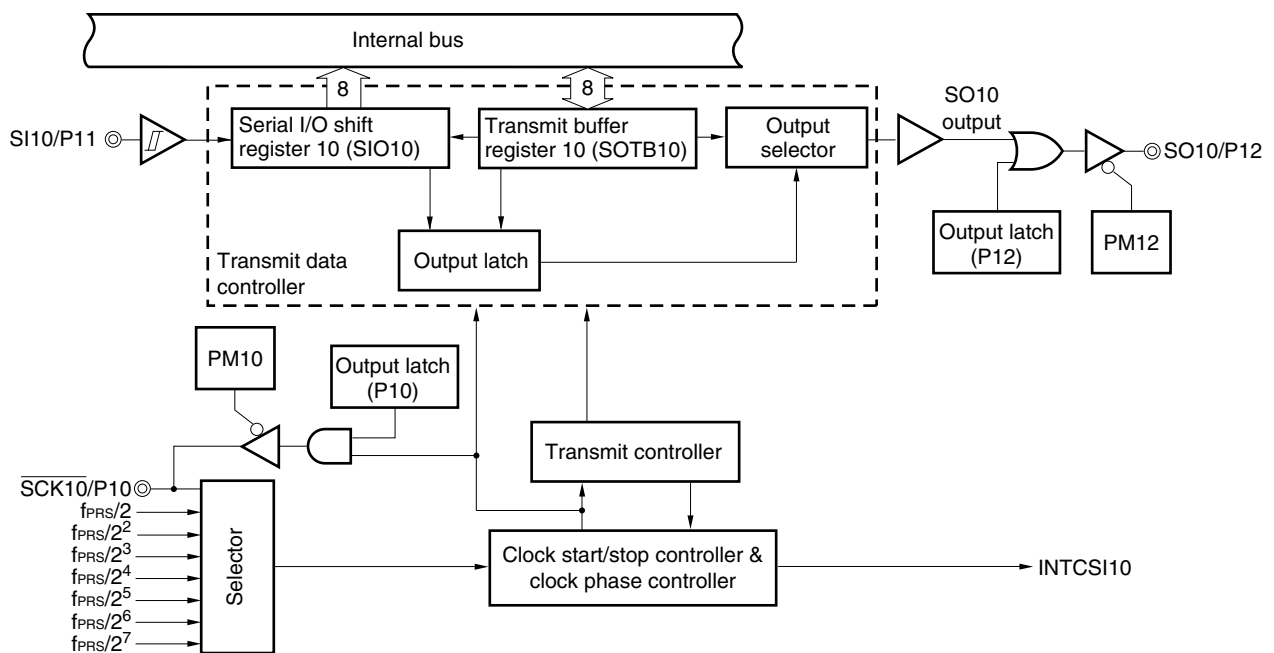 Internal bus
8
8
SI10/P11
Serial I/O shift
register 10 (SIO10)
Transmit buffer
register 10 (SOTB10)
Output
selector
SO10
output
SO10/P12
Output latch
Transmit data
controller
Output latch
(P12)
PM12
PM10
Output latch
(P10)
Transmit controller
S̅C̅K̅1̅0̅/P10
fPRS/2
fPRS/2²
fPRS/2³
fPRS/2⁴
fPRS/2⁵
fPRS/2⁶
fPRS/2⁷
Selector
Clock start/stop controller &
clock phase controller
INTCSI10